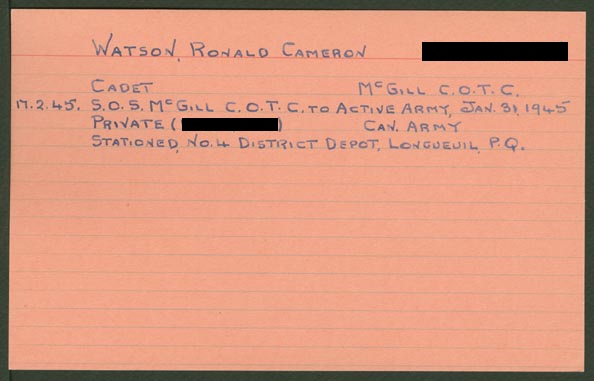 WATSON, RONALD CAMERON
CADET McGILL C.O.T.C.
17.2.45. S.O.S. McGILL C.O.T.C. TO ACTIVE ARMY, JAN. 31, 1945
PRIVATE ( ) CAN. ARMY
STATIONED, NO. 4 DISTRICT DEPOT, LONGUEUIL, P.Q.